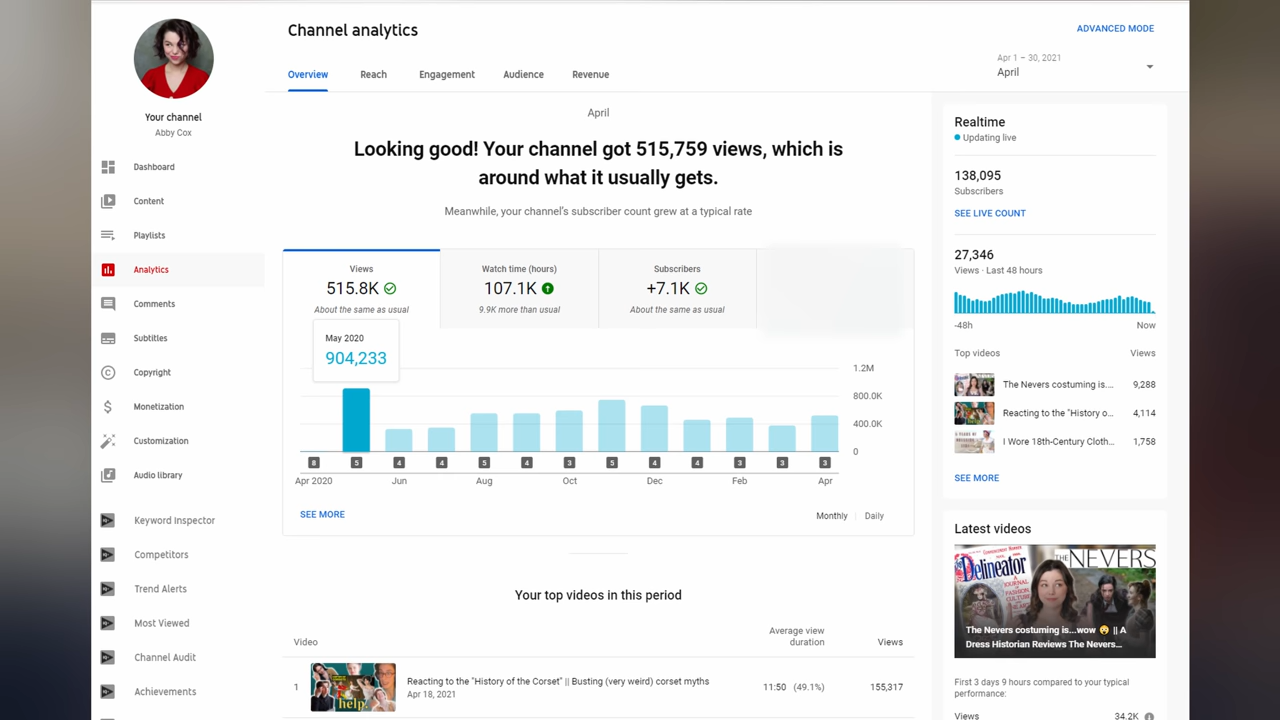 Channel analytics
ADVANCED MODE
Overview
Reach
Engagement
Audience
Revenue
Apr 1 – 30, 2021
April
Your channel
Abby Cox
Dashboard
Content
Playlists
Analytics
Comments
Subtitles
Copyright
Monetization
Customization
Audio library
Keyword Inspector
Competitors
Trend Alerts
Most Viewed
Channel Audit
Achievements
April
Looking good! Your channel got 515,759 views, which is
around what it usually gets.
Meanwhile, your channel's subscriber count grew at a typical rate
Views
515.8K
About the same as usual
Watch time (hours)
107.1K
9.9K more than usual
Subscribers
+7.1K
About the same as usual
May 2020
904,233
1.2M
800.0K
400.0K
0
8 5 4 4 5 4 3 5 4 4 3 3 3
Apr 2020 Jun Aug Oct Dec Feb Apr
SEE MORE
Monthly
Daily
Your top videos in this period
Video
Average view
duration
Views
1
help.
Reacting to the "History of the Corset" || Busting (very weird) corset myths
Apr 18, 2021
11:50 (49.1%)
155,317
Realtime
Updating live
138,095
Subscribers
SEE LIVE COUNT
27,346
Views · Last 48 hours
-48h
Now
Top videos
Views
The Nevers costuming is....
9,288
Reacting to the "History o...
4,114
I Wore 18th-Century Cloth...
1,758
SEE MORE
Latest videos
Delineator
A JOURNAL OF FASHION CULTURE
THE NEVERS
The Nevers costuming is...wow 😧 || A
Dress Historian Reviews The Nevers...
First 3 days 9 hours compared to your typical
performance:
Views
34.2K